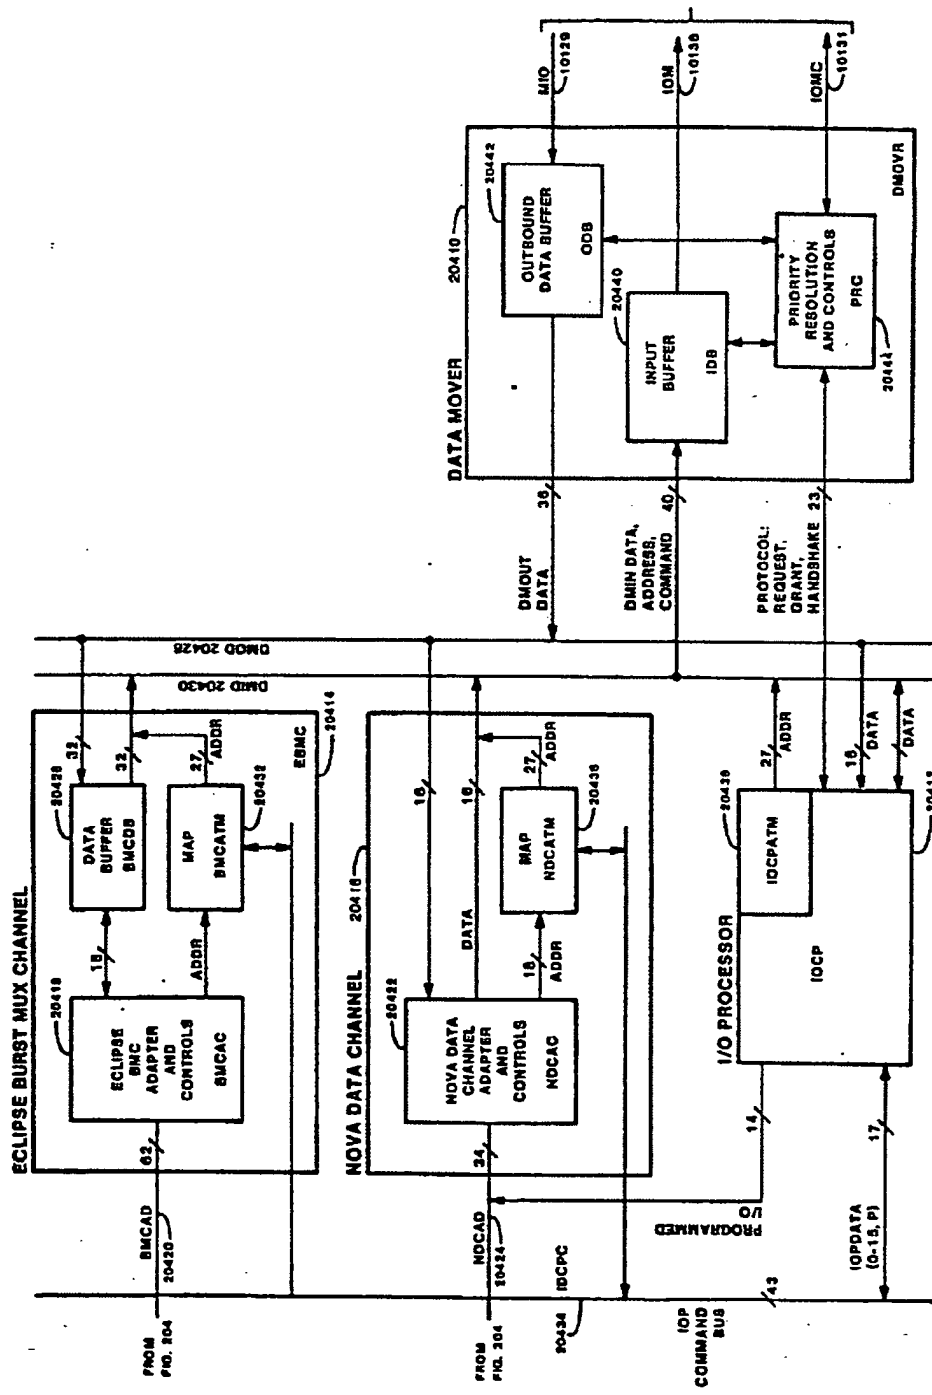 ECLIPSE BURST MUX CHANNEL
20418
ECLIPSE
BMC
ADAPTER
AND
CONTROLS
BMCAC
16
ADDR
DATA
BUFFER
BMCDB
MAP
BMCATM
20432
32
32
27
ADDR
EBMC
20414
FROM
FIG. 204
BMCAD
20420
62
NOVA DATA CHANNEL
20416
20422
NOVA DATA
CHANNEL
ADAPTER
AND
CONTROLS
NDCAC
16
DATA
16
16
ADDR
MAP
NDCATM
20436
27
ADDR
FROM
FIG. 204
NDCAD
20424
34
PROGRAMMED
I/O
14
IOCPC
20434
IOP
COMMAND
BUS
43
IOPDATA
(0-15, P)
17
I/O PROCESSOR
IOCP
IOCPATM
27
ADDR
16
DATA
DATA
DMID 20430
DMOD
DMOUT
DATA
36
DMIN DATA,
ADDRESS,
COMMAND
40
PROTOCOL:
REQUEST,
GRANT,
HANDSHAKE
23
DATA MOVER
20410
20442
OUTBOUND
DATA BUFFER
ODB
20440
INPUT
BUFFER
IDB
PRIORITY
RESOLUTION
AND CONTROLS
PRC
20444
DMOVR
MIO
10129
IOM
IOMC
10131